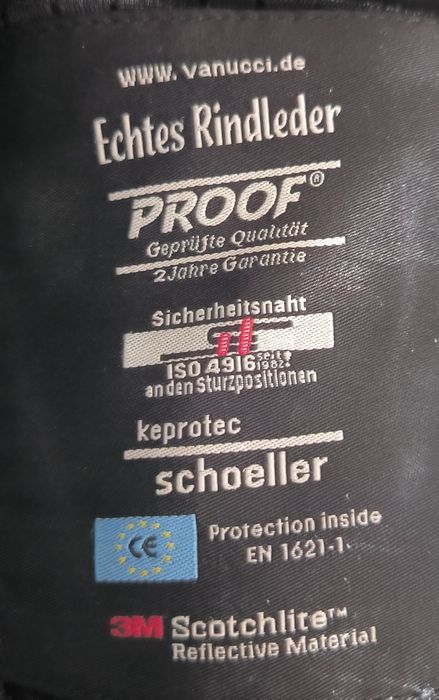 www.vanucci.de
Echtes Rindleder
PROOF®
Geprüfte Qualität
2 Jahre Garantie
Sicherheitsnaht
ISO 4916 seit 1982
an den Sturzpositionen
keprotec
schoeller
CE Protection inside
EN 1621-1
3M Scotchlite™
Reflective Material